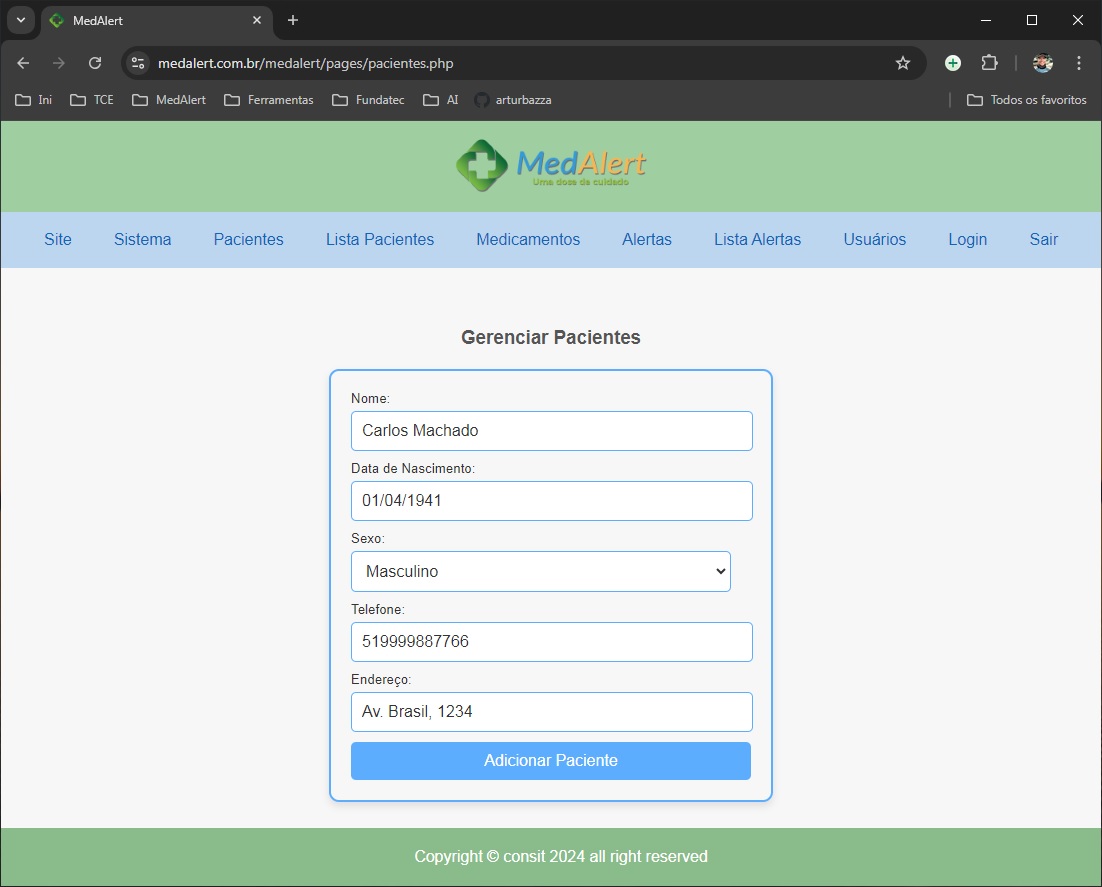 MedAlert
medalert.com.br/medalert/pages/pacientes.php
Ini TCE MedAlert Ferramentas Fundatec AI arturbazza Todos os favoritos
MedAlert
Uma dose de cuidado
Site Sistema Pacientes Lista Pacientes Medicamentos Alertas Lista Alertas Usuários Login Sair
Gerenciar Pacientes
Nome:
Carlos Machado
Data de Nascimento:
01/04/1941
Sexo:
Masculino
Telefone:
519999887766
Endereço:
Av. Brasil, 1234
Adicionar Paciente
Copyright © consit 2024 all right reserved